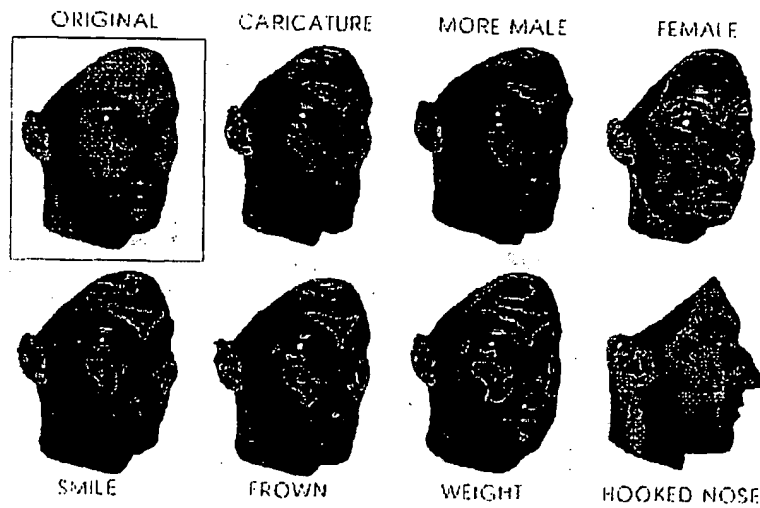 ORIGINAL
CARICATURE
MORE MALE
FEMALE
SMILE
FROWN
WEIGHT
HOOKED NOSE